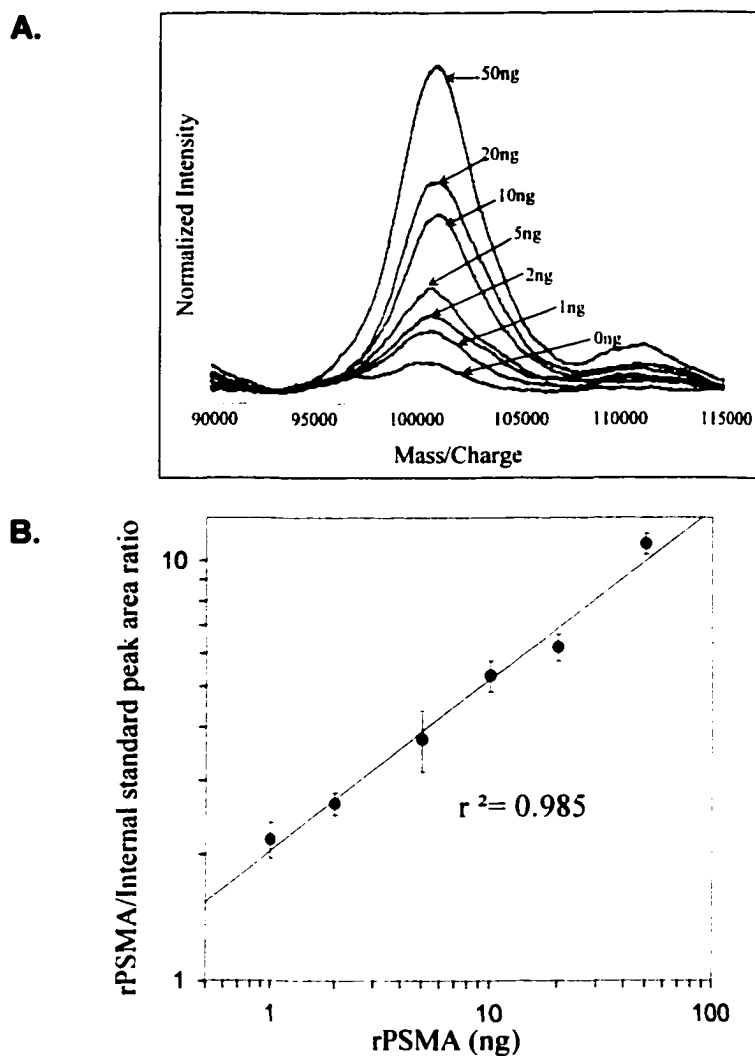 A.
Normalized Intensity
50ng
20ng
10ng
5ng
2ng
1ng
0ng
90000 95000 100000 105000 110000 115000
Mass/Charge
B.
rPSMA/Internal standard peak area ratio
10
r ²= 0.985
1
1 10 100
rPSMA (ng)